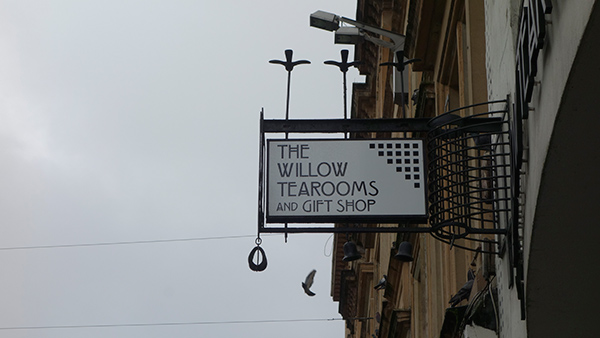 THE
WILLOW
TEAROOMS
AND GIFT SHOP